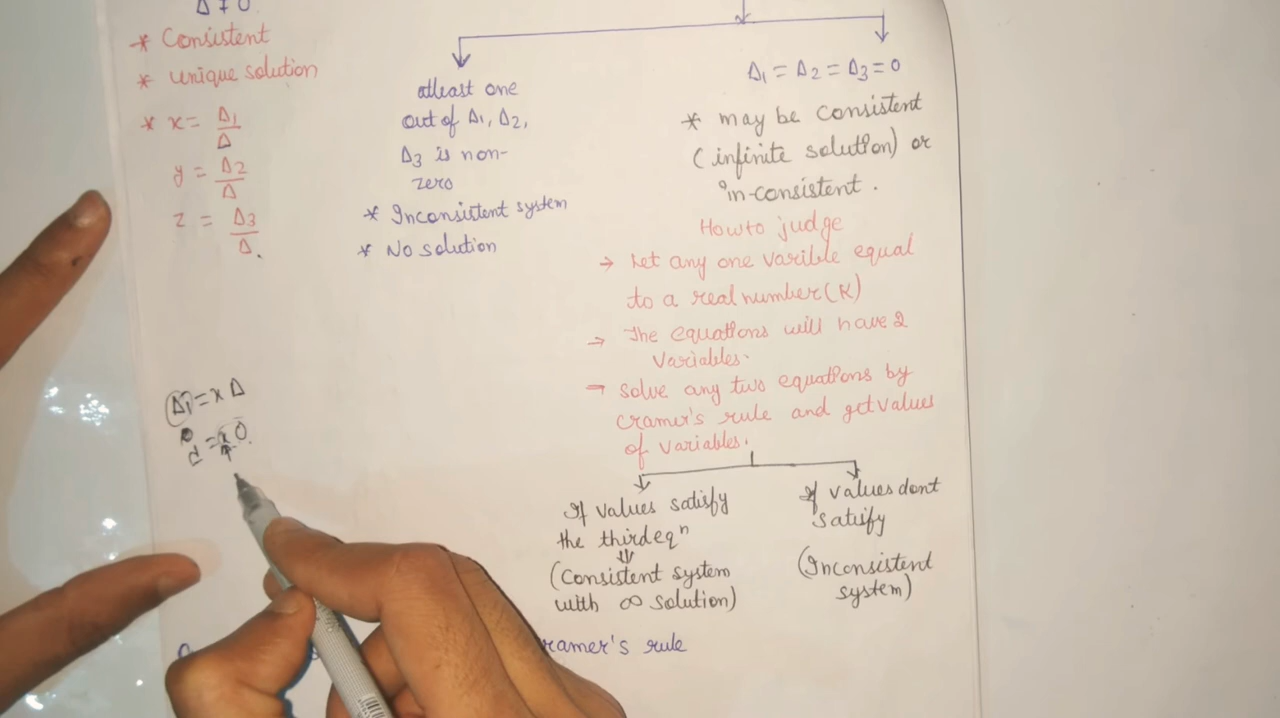 Δ ≠ 0
* Consistent
* unique solution
* x = Δ1/Δ
y = Δ2/Δ
z = Δ3/Δ.
atleast one
out of Δ1, Δ2,
Δ3 is non-
zero
* Inconsistent system
* No solution
Δ1 = Δ2 = Δ3 = 0
* may be consistent
(infinite solution) or
in-consistent.
How to judge
→ Let any one varible equal
to a real number (K)
→ The equations will have 2
Variables.
→ Solve any two equations by
Cramer's rule and get values
of variables.
If values satisfy
the third eqⁿ
⇓
(Consistent system
with ∞ solution)
If values dont
satisfy
(Inconsistent
system)
Δ1 = x Δ
= x 0
ramer's rule